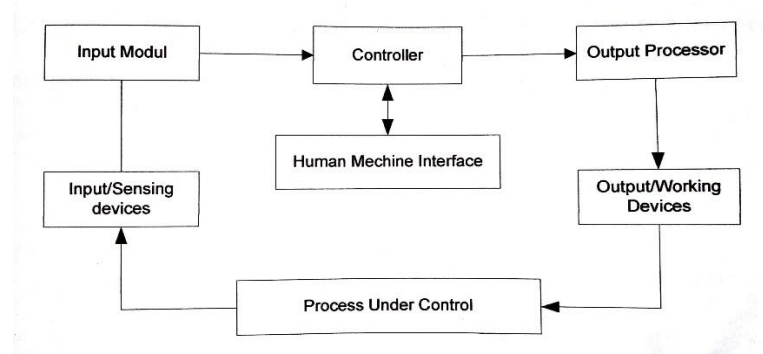 Input Modul
Controller
Output Processor
Human Mechine Interface
Input/Sensing
devices
Output/Working
Devices
Process Under Control